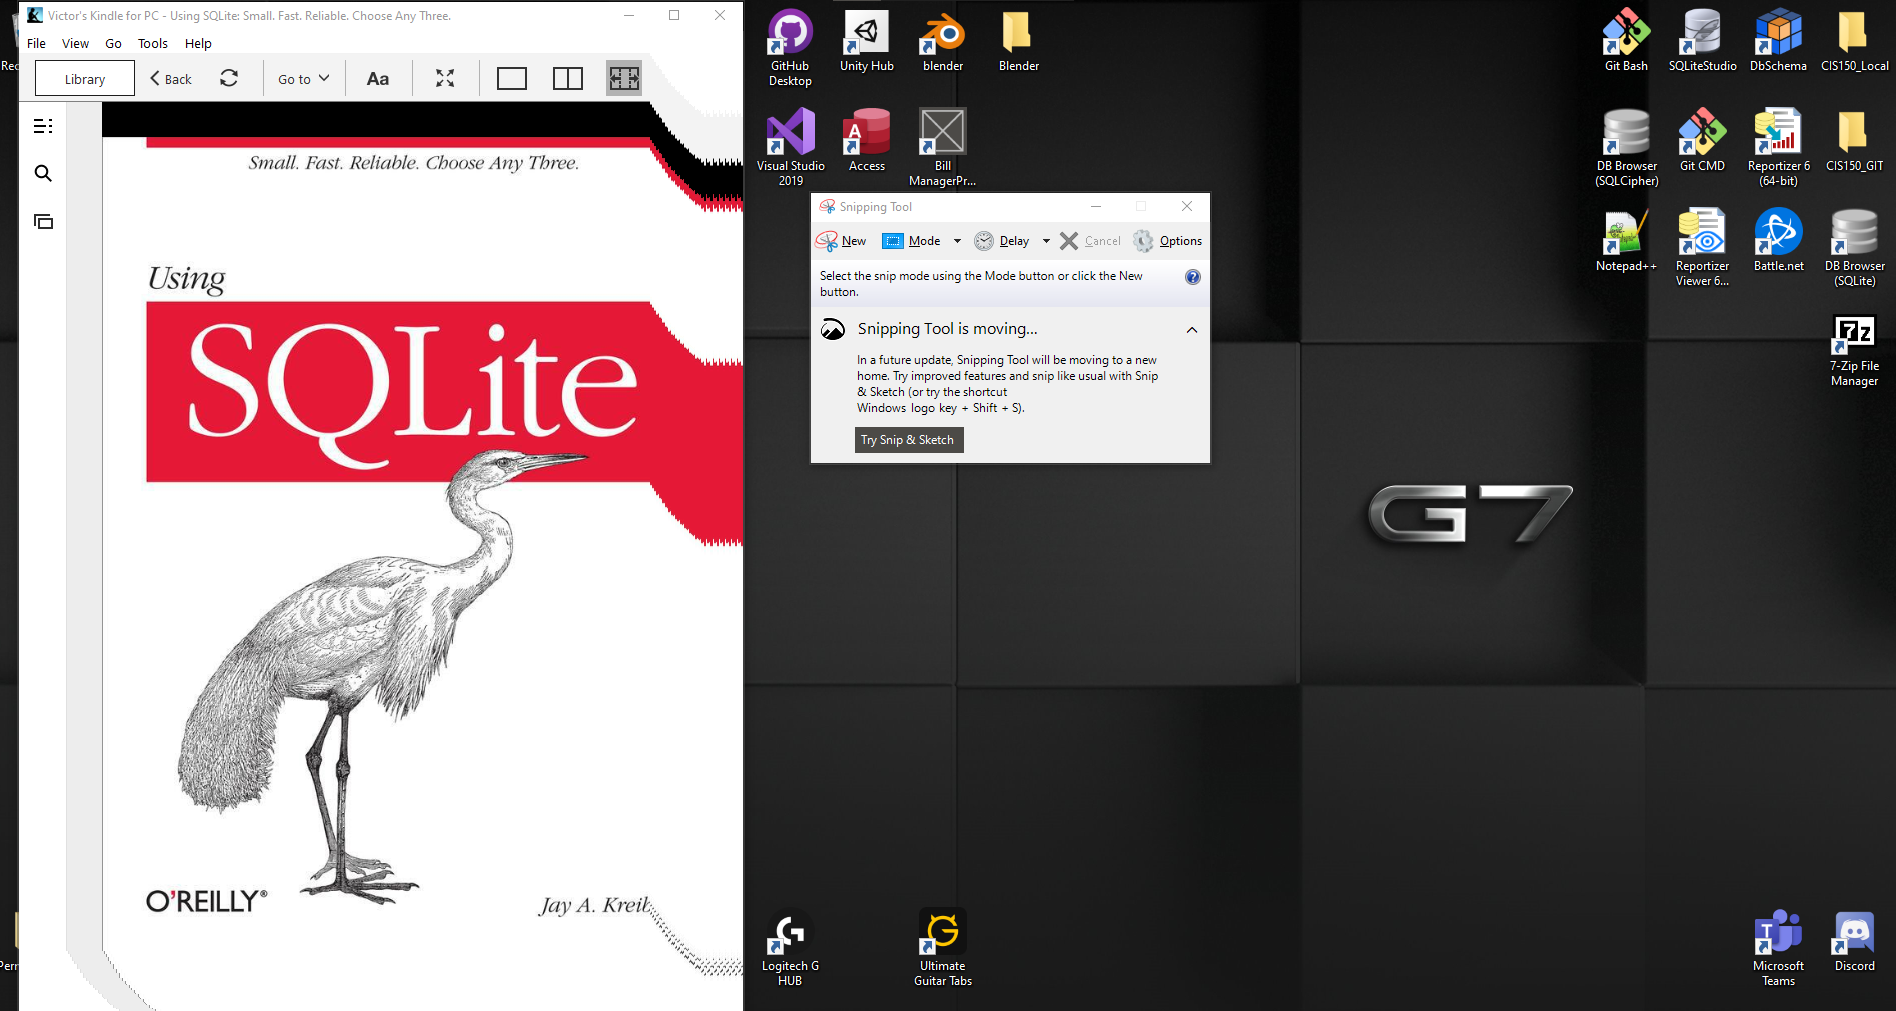 Victor's Kindle for PC - Using SQLite: Small. Fast. Reliable. Choose Any Three.
File View Go Tools Help
Library Back Go to Aa
Small. Fast. Reliable. Choose Any Three.
Using
SQLite
O'REILLY®
Jay A. Kreib
GitHub
Desktop
Unity Hub
blender
Blender
Visual Studio
2019
A
Access
Bill
ManagerPr...
Snipping Tool
New Mode Delay Cancel Options
Select the snip mode using the Mode button or click the New
button.
?
Snipping Tool is moving...
In a future update, Snipping Tool will be moving to a new
home. Try improved features and snip like usual with Snip
& Sketch (or try the shortcut
Windows logo key + Shift + S).
Try Snip & Sketch
Git Bash
SQLiteStudio
DbSchema
CIS150_Local
DB Browser
(SQLCipher)
Git CMD
Reportizer 6
(64-bit)
CIS150_GIT
Notepad++
Reportizer
Viewer 6...
Battle.net
DB Browser
(SQLite)
7z
7-Zip File
Manager
G7
Logitech G
HUB
Ultimate
Guitar Tabs
T
Microsoft
Teams
Discord